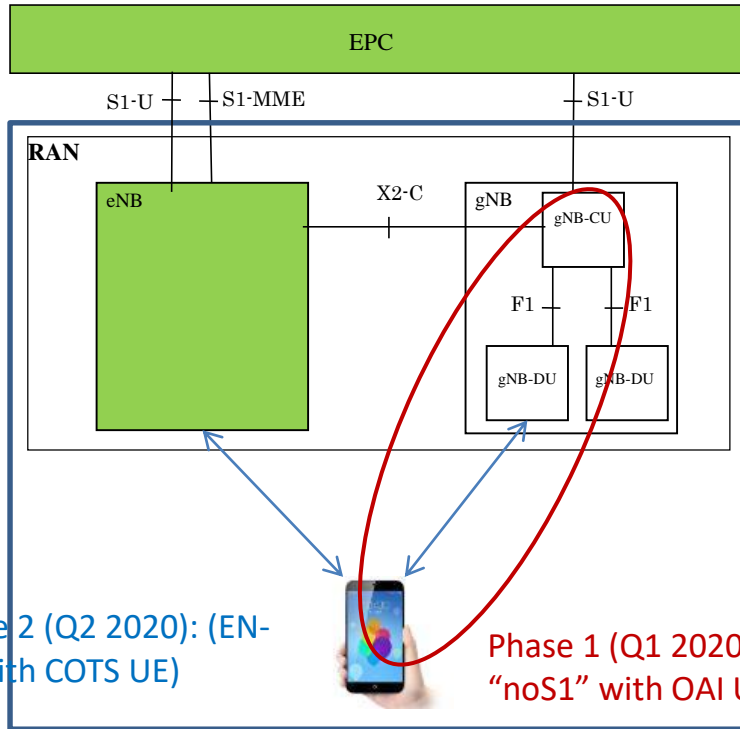 EPC
S1-U
S1-MME
S1-U
RAN
eNB
X2-C
gNB
gNB-CU
F1
F1
gNB-DU
gNB-DU
2 (Q2 2020): (EN-
COTS UE)
Phase 1 (Q1 2020
“noS1” with OAI